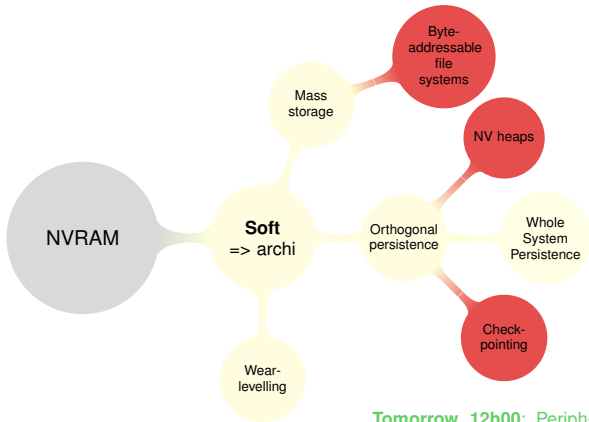 Byte-
addressable
file
systems
Mass
storage
NV heaps
NVRAM
Soft
=> archi
Orthogonal
persistence
Whole
System
Persistence
Check-
pointing
Wear-
levelling
Tomorrow, 12h00: